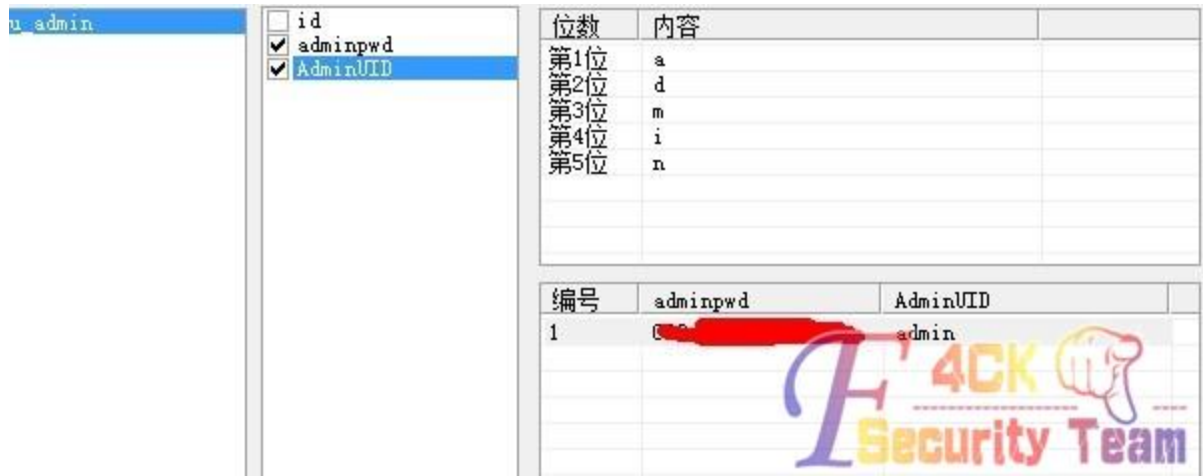 u_admin
id
adminpwd
AdminUID
位数 内容
第1位 a
第2位 d
第3位 m
第4位 i
第5位 n
编号 adminpwd AdminUID
1 admin
F4CK
Security Team